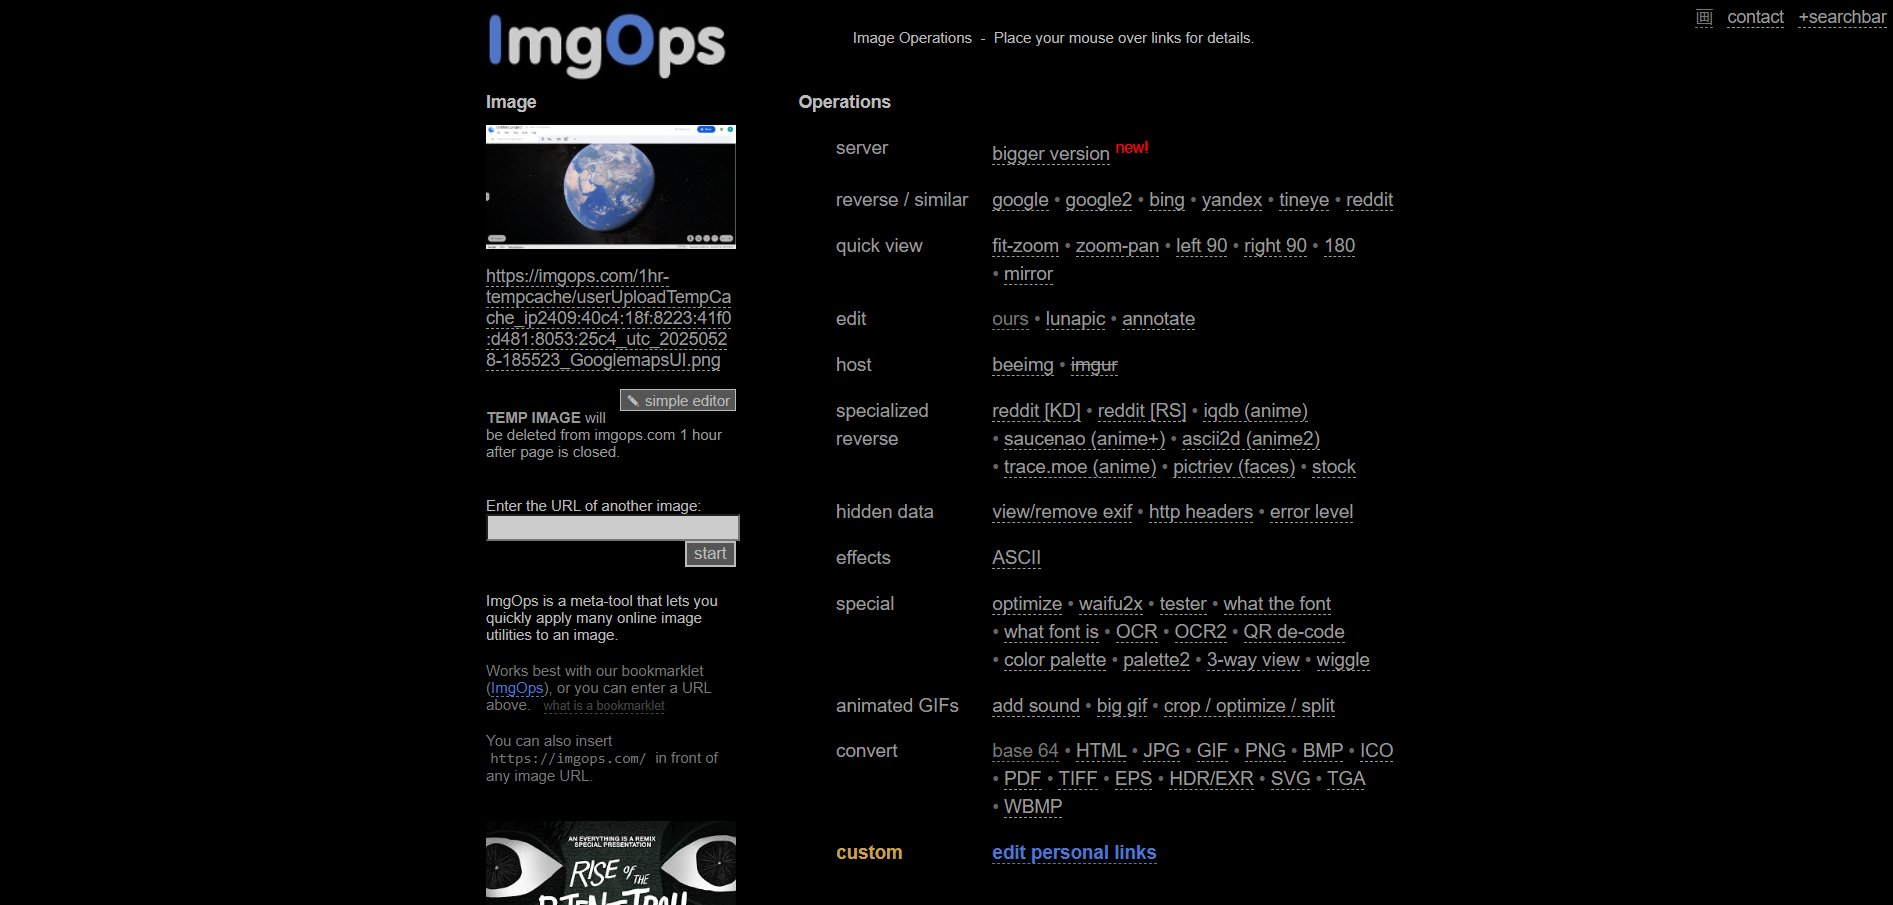 ImgOps
Image Operations - Place your mouse over links for details.
画 contact +searchbar
Image
https://imgops.com/1hr-
tempcache/userUploadTempCa
che_ip2409:40c4:18f:8223:41f0
:d481:8053:25c4_utc_2025052
8-185523_GooglemapsUI.png
simple editor
TEMP IMAGE will
be deleted from imgops.com 1 hour
after page is closed.
Enter the URL of another image:
start
ImgOps is a meta-tool that lets you
quickly apply many online image
utilities to an image.
Works best with our bookmarklet
(ImgOps), or you can enter a URL
above. what is a bookmarklet
You can also insert
https://imgops.com/ in front of
any image URL.
AN EVERYTHING IS A REMIX
SPECIAL PRESENTATION
RISE OF THE
Operations
server bigger version new!
reverse / similar google • google2 • bing • yandex • tineye • reddit
quick view fit-zoom • zoom-pan • left 90 • right 90 • 180
• mirror
edit ours • lunapic • annotate
host beeimg • imgur
specialized reddit [KD] • reddit [RS] • iqdb (anime)
reverse • saucenao (anime+) • ascii2d (anime2)
• trace.moe (anime) • pictriev (faces) • stock
hidden data view/remove exif • http headers • error level
effects ASCII
special optimize • waifu2x • tester • what the font
• what font is • OCR • OCR2 • QR de-code
• color palette • palette2 • 3-way view • wiggle
animated GIFs add sound • big gif • crop / optimize / split
convert base 64 • HTML • JPG • GIF • PNG • BMP • ICO
• PDF • TIFF • EPS • HDR/EXR • SVG • TGA
• WBMP
custom edit personal links